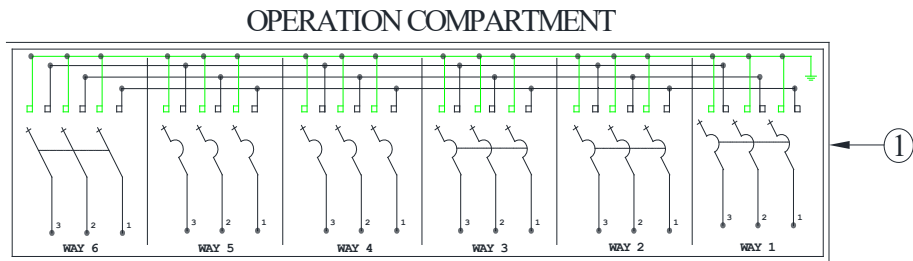 OPERATION COMPARTMENT
1
3 2 1 3 2 1 3 2 1 3 2 1 3 2 1 3 2 1
WAY 6 WAY 5 WAY 4 WAY 3 WAY 2 WAY 1